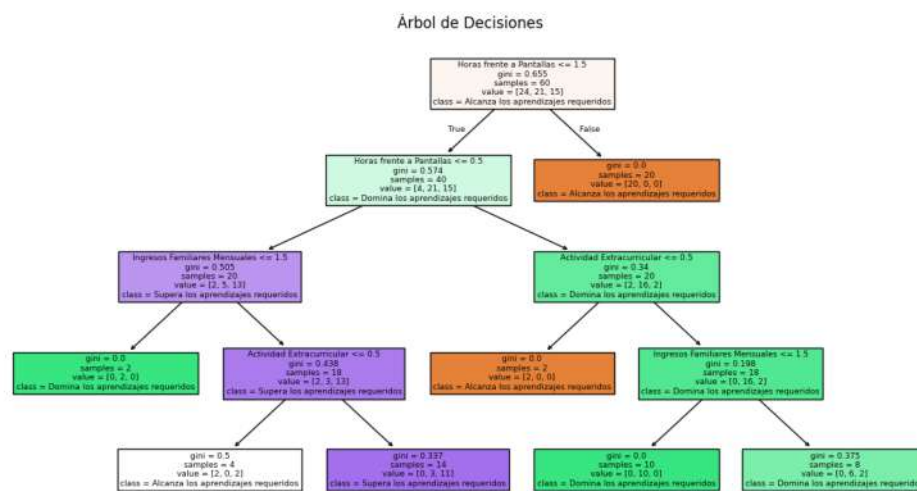 Árbol de Decisiones
Horas frente a Pantallas <= 1.5
gini = 0.655
samples = 60
value = [24, 21, 15]
class = Alcanza los aprendizajes requeridos
True
False
Horas frente a Pantallas <= 0.5
gini = 0.574
samples = 40
value = [4, 21, 15]
class = Domina los aprendizajes requeridos
gini = 0.0
samples = 20
value = [20, 0, 0]
class = Alcanza los aprendizajes requeridos
Ingresos Familiares Mensuales <= 1.5
gini = 0.505
samples = 20
value = [2, 5, 13]
class = Supera los aprendizajes requeridos
Actividad Extracurricular <= 0.5
gini = 0.34
samples = 20
value = [2, 16, 2]
class = Domina los aprendizajes requeridos
gini = 0.0
samples = 2
value = [0, 2, 0]
class = Domina los aprendizajes requeridos
Actividad Extracurricular <= 0.5
gini = 0.438
samples = 18
value = [2, 3, 13]
class = Supera los aprendizajes requeridos
gini = 0.0
samples = 2
value = [2, 0, 0]
class = Alcanza los aprendizajes requeridos
Ingresos Familiares Mensuales <= 1.5
gini = 0.198
samples = 18
value = [0, 16, 2]
class = Domina los aprendizajes requeridos
gini = 0.5
samples = 4
value = [2, 0, 2]
class = Alcanza los aprendizajes requeridos
gini = 0.337
samples = 14
value = [0, 3, 11]
class = Supera los aprendizajes requeridos
gini = 0.0
samples = 10
value = [0, 10, 0]
class = Domina los aprendizajes requeridos
gini = 0.375
samples = 8
value = [0, 6, 2]
class = Domina los aprendizajes requeridos